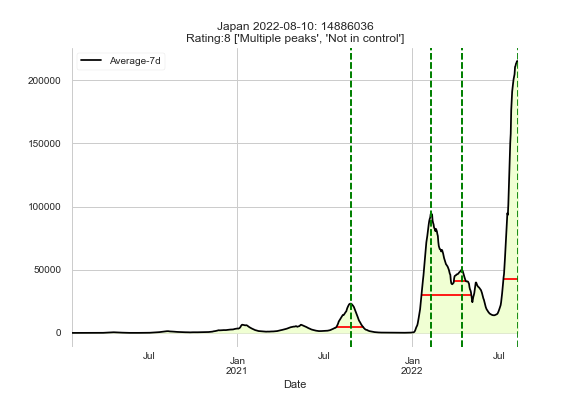 Japan 2022-08-10: 14886036
Rating:8 ['Multiple peaks', 'Not in control']
Average-7d
200000
150000
100000
50000
0
Jul
Jan
2021
Jul
Jan
2022
Jul
Date